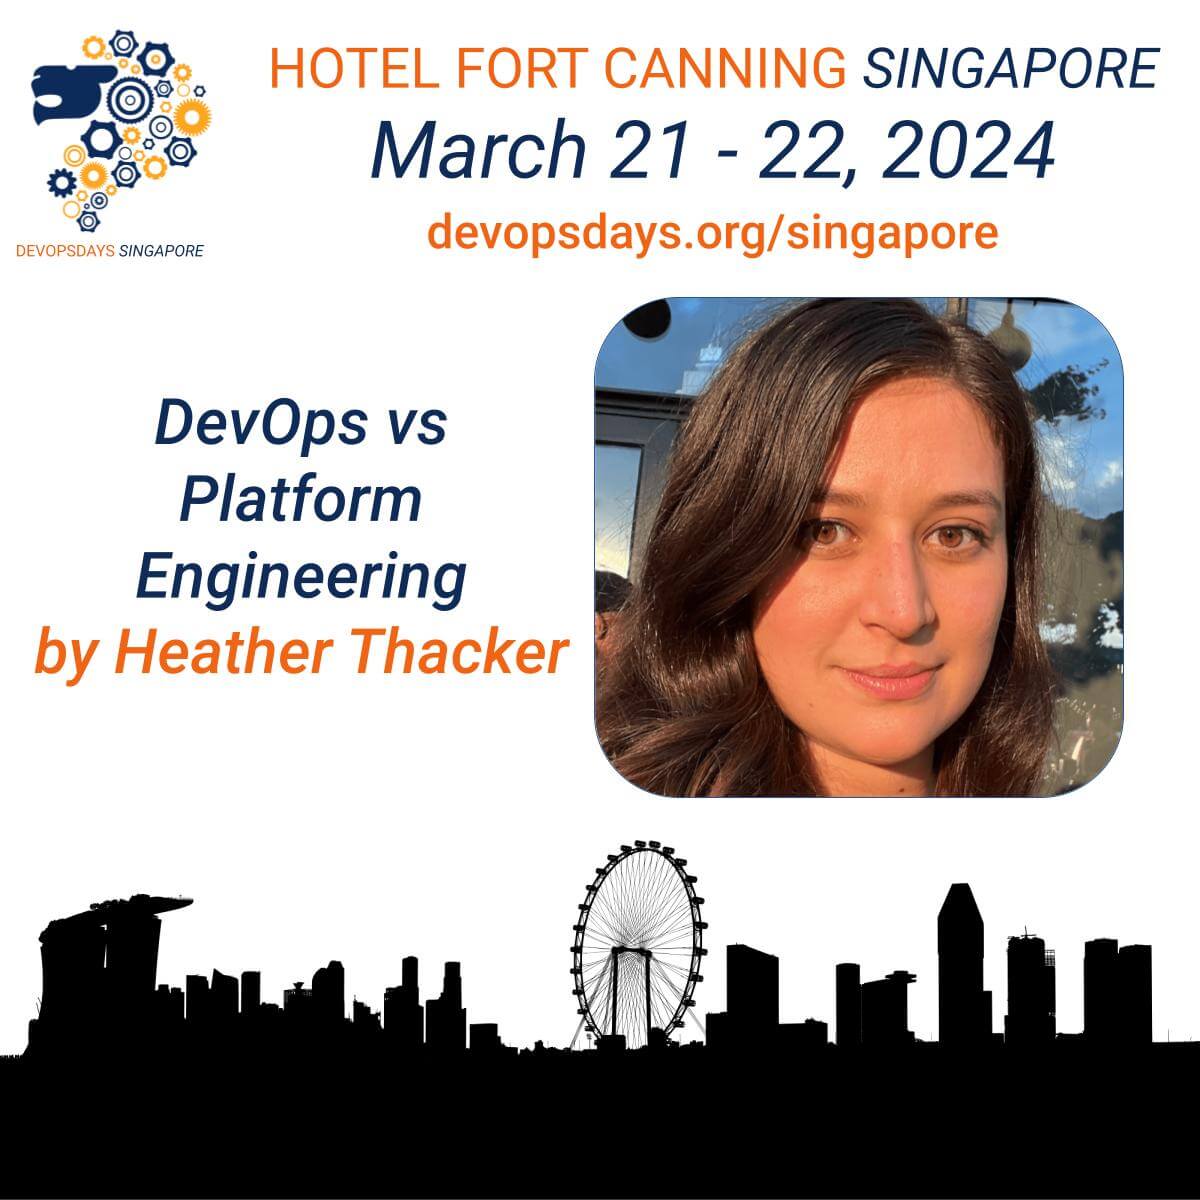 HOTEL FORT CANNING SINGAPORE
March 21 - 22, 2024
devopsdays.org/singapore
DEVOPSDAYS SINGAPORE
DevOps vs
Platform
Engineering
by Heather Thacker